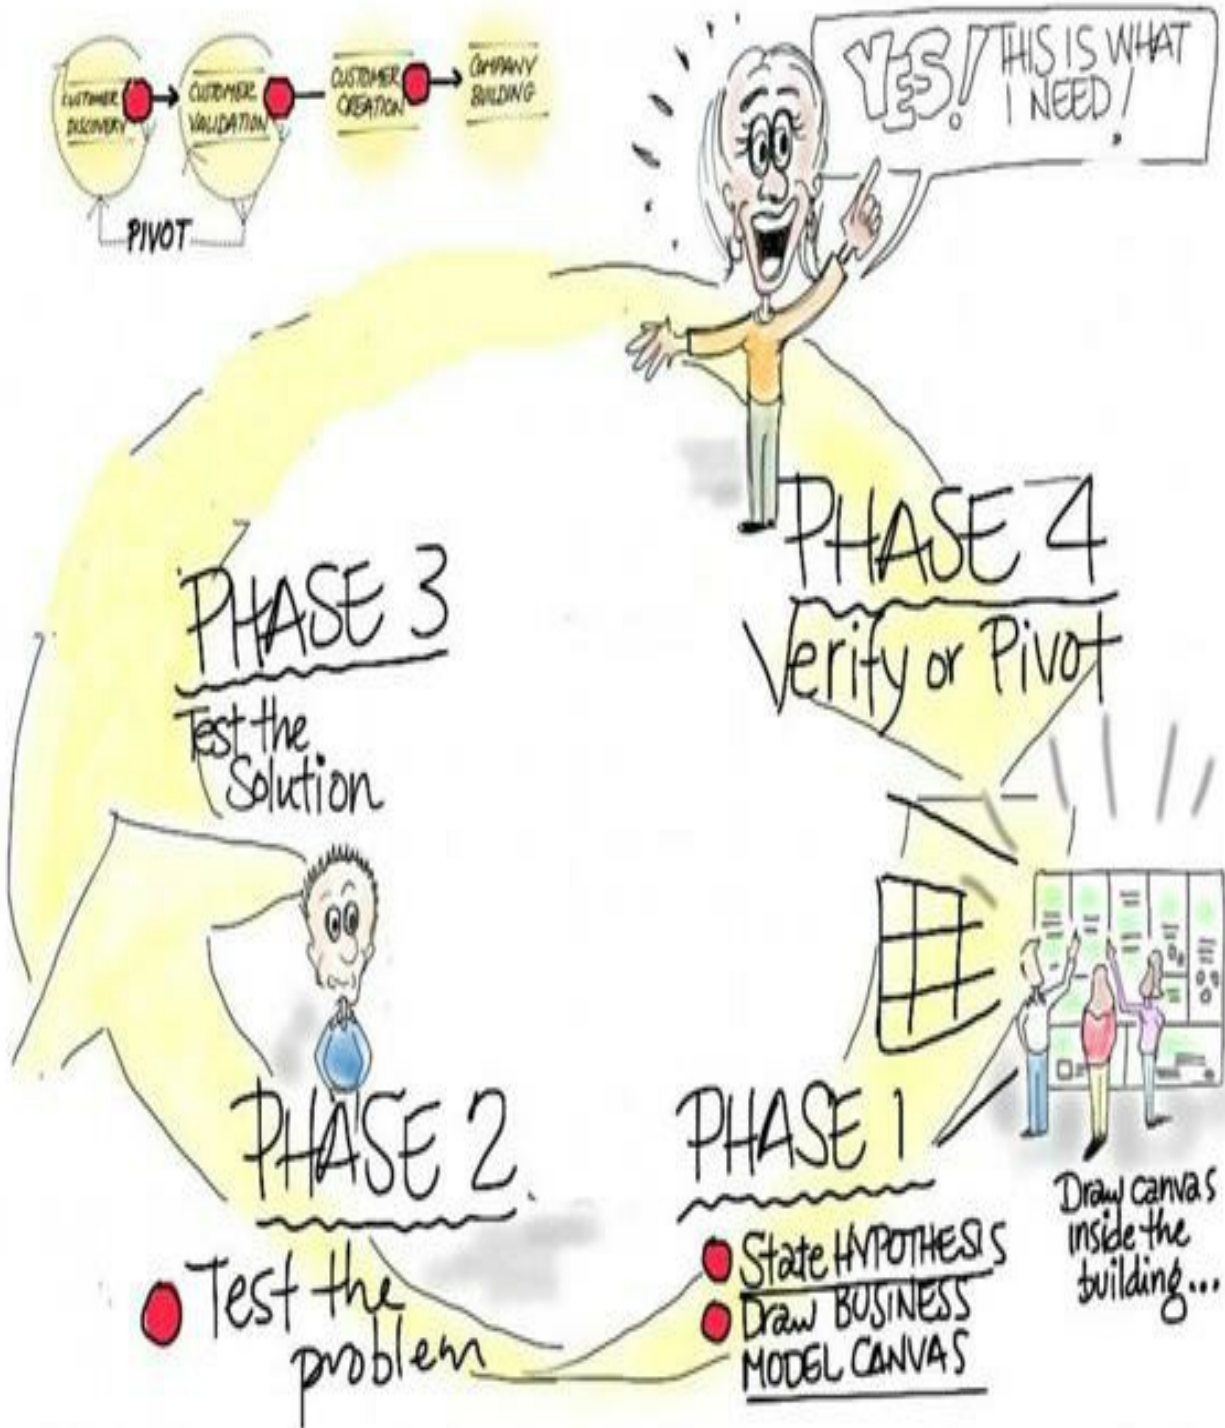 CUSTOMER
DISCOVERY
CUSTOMER
VALIDATION
CUSTOMER
CREATION
COMPANY
BUILDING
PIVOT
YES! THIS IS WHAT
I NEED!
PHASE 4
Verify or Pivot
PHASE 3
Test the
Solution
PHASE 2
Test the
problem
PHASE 1
State HYPOTHESIS
Draw BUSINESS
MODEL CANVAS
Draw canvas
inside the
building...